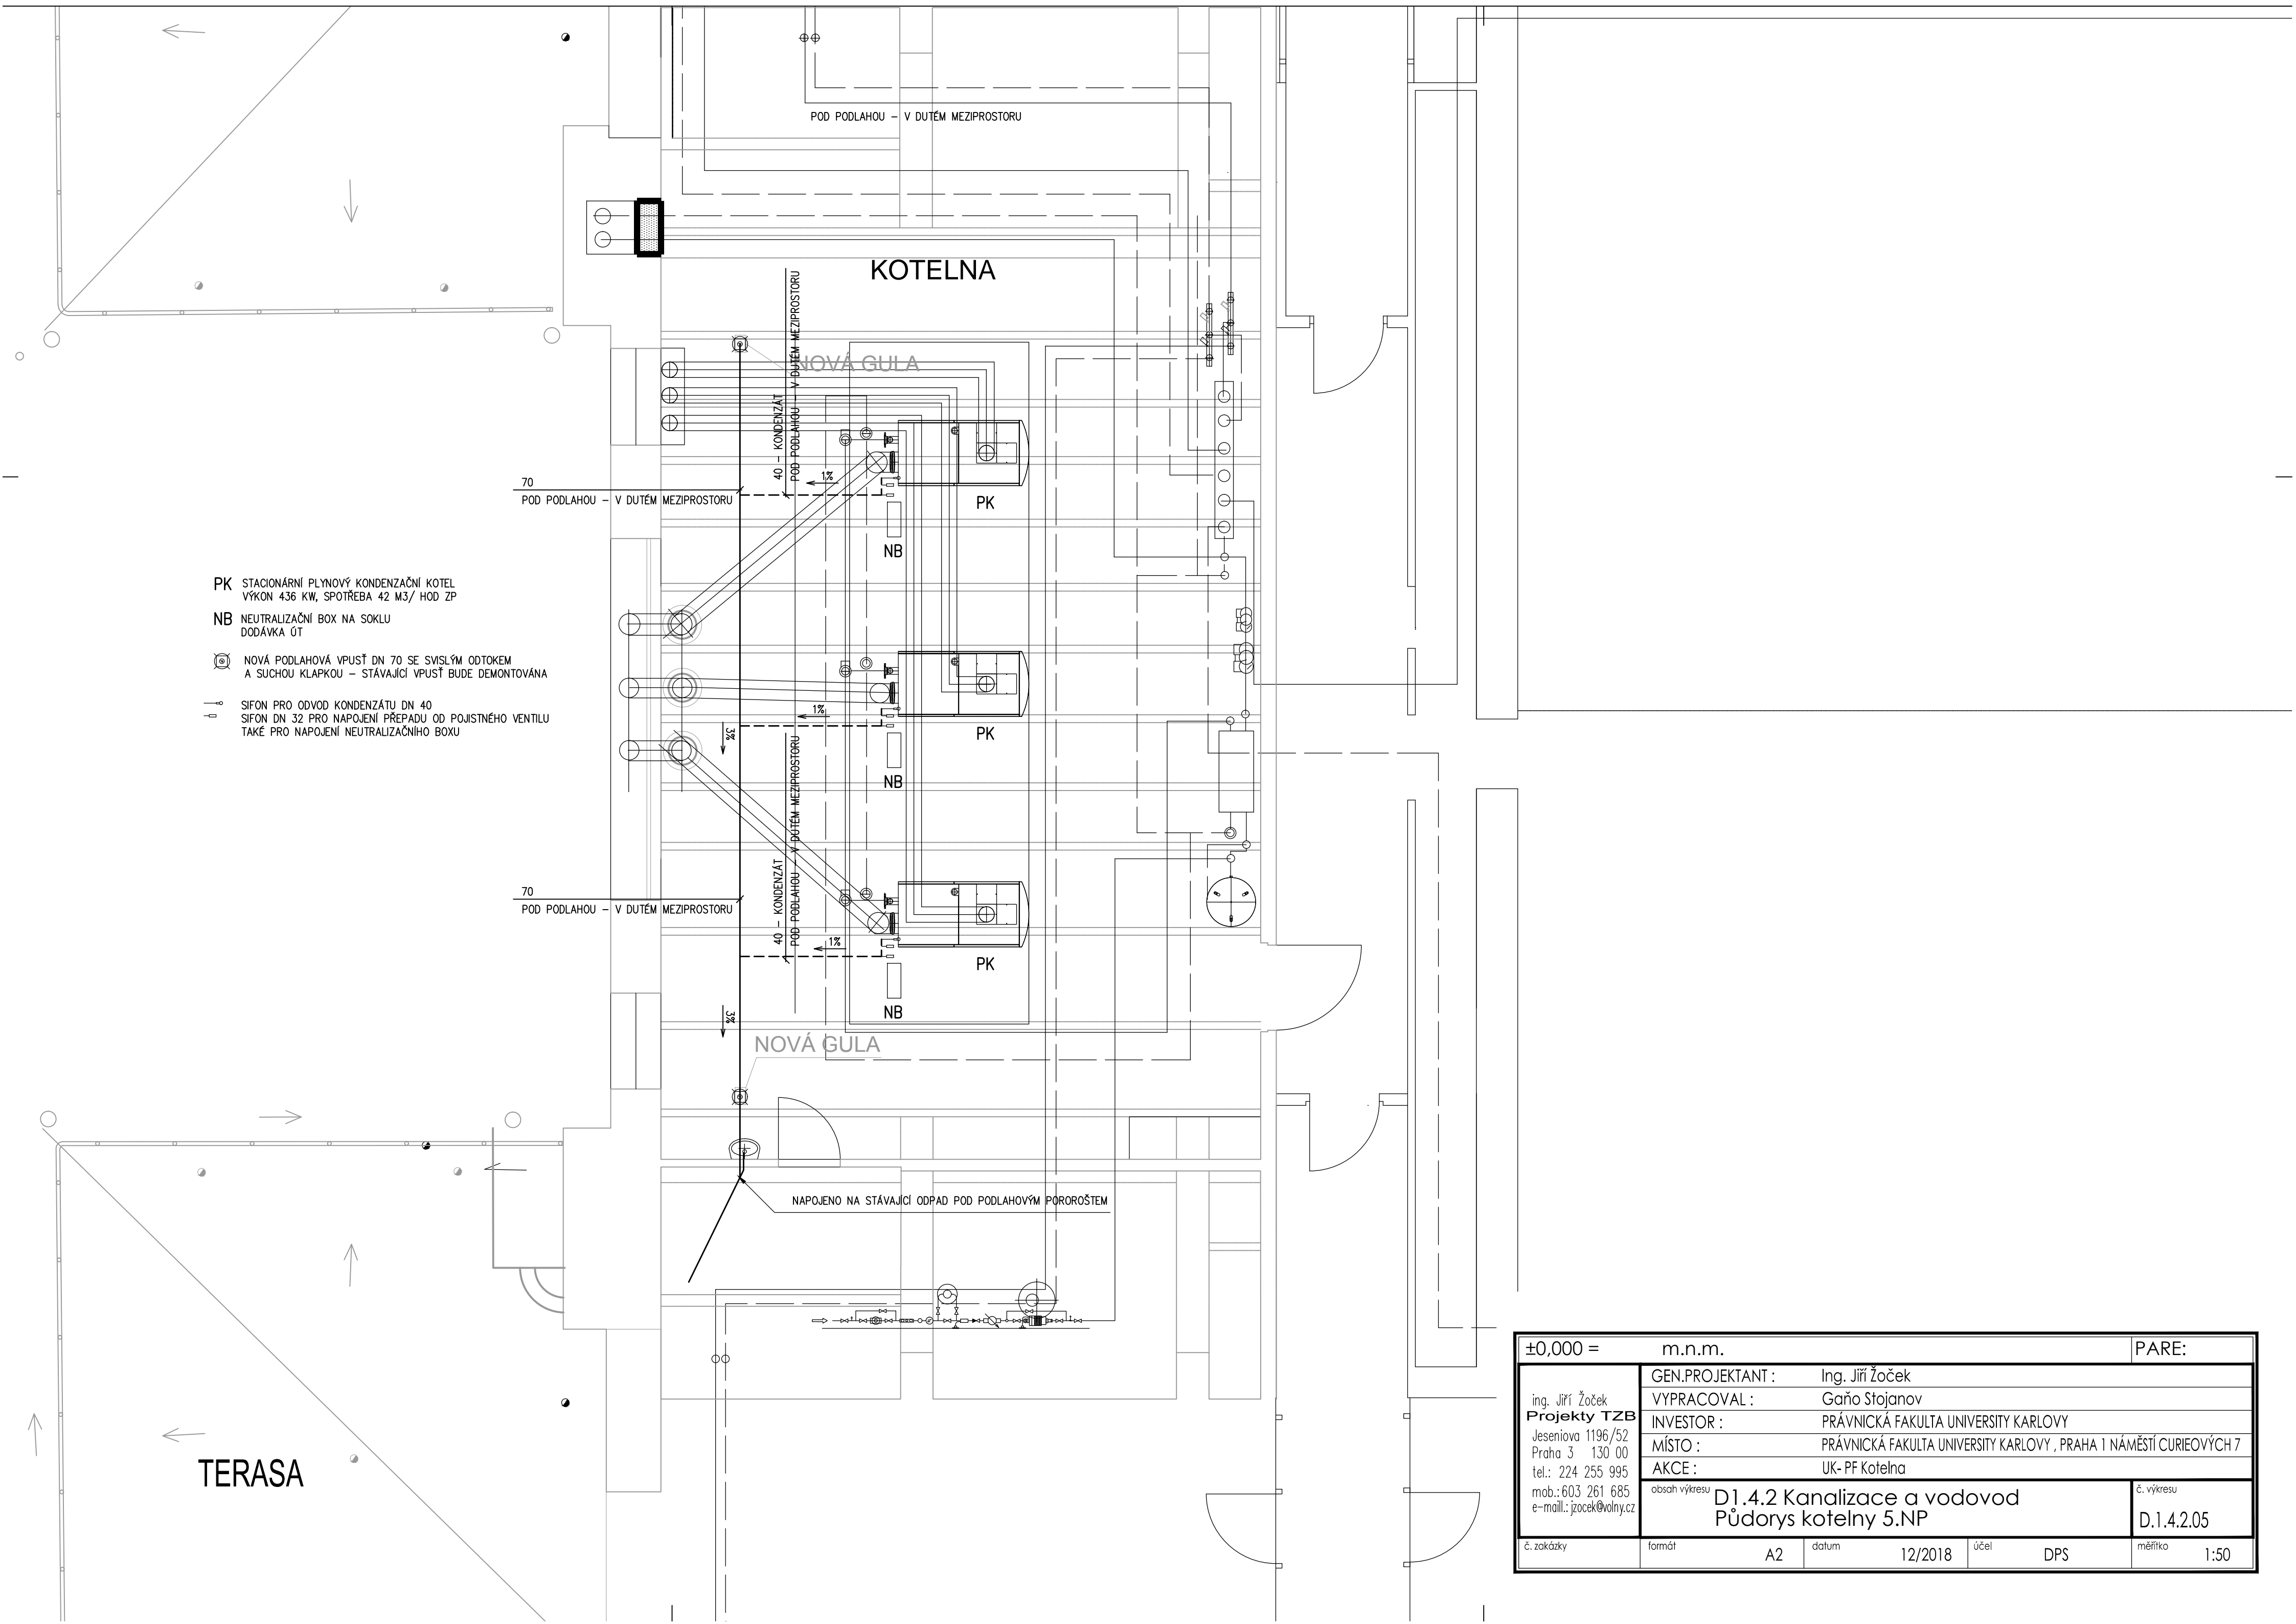 POD PODLAHOU – V DUTÉM MEZIPROSTORU
KOTELNA
NOVÁ GULA
40 – KONDENZÁT
POD PODLAHOU – V DUTÉM MEZIPROSTORU
70
POD PODLAHOU – V DUTÉM MEZIPROSTORU
1%
PK
NB
PK STACIONÁRNÍ PLYNOVÝ KONDENZAČNÍ KOTEL
VÝKON 436 KW, SPOTŘEBA 42 M3/ HOD ZP
NB NEUTRALIZAČNÍ BOX NA SOKLU
DODÁVKA ÚT
NOVÁ PODLAHOVÁ VPUSŤ DN 70 SE SVISLÝM ODTOKEM
A SUCHOU KLAPKOU – STÁVAJÍCÍ VPUSŤ BUDE DEMONTOVÁNA
SIFON PRO ODVOD KONDENZÁTU DN 40
SIFON DN 32 PRO NAPOJENÍ PŘEPADU OD POJISTNÉHO VENTILU
TAKÉ PRO NAPOJENÍ NEUTRALIZAČNÍHO BOXU
1%
3%
PK
NB
40 – KONDENZÁT
POD PODLAHOU – V DUTÉM MEZIPROSTORU
70
POD PODLAHOU – V DUTÉM MEZIPROSTORU
1%
PK
NB
3%
NOVÁ GULA
NAPOJENO NA STÁVAJÍCÍ ODPAD POD PODLAHOVÝM POROROŠTEM
TERASA
±0,000 = m.n.m. PARE:
ing. Jiří Žoček
Projekty TZB
Jeseniova 1196/52
Praha 3 130 00
tel.: 224 255 995
mob.: 603 261 685
e-maill.: jzocek@volny.cz
GEN.PROJEKTANT : Ing. Jiří Žoček
VYPRACOVAL : Gaňo Stojanov
INVESTOR : PRÁVNICKÁ FAKULTA UNIVERSITY KARLOVY
MÍSTO : PRÁVNICKÁ FAKULTA UNIVERSITY KARLOVY , PRAHA 1 NÁMĚSTÍ CURIEOVÝCH 7
AKCE : UK- PF Kotelna
obsah výkresu D1.4.2 Kanalizace a vodovod
Půdorys kotelny 5.NP
č. výkresu
D.1.4.2.05
č. zakázky
formát A2
datum 12/2018
účel DPS
měřítko 1:50